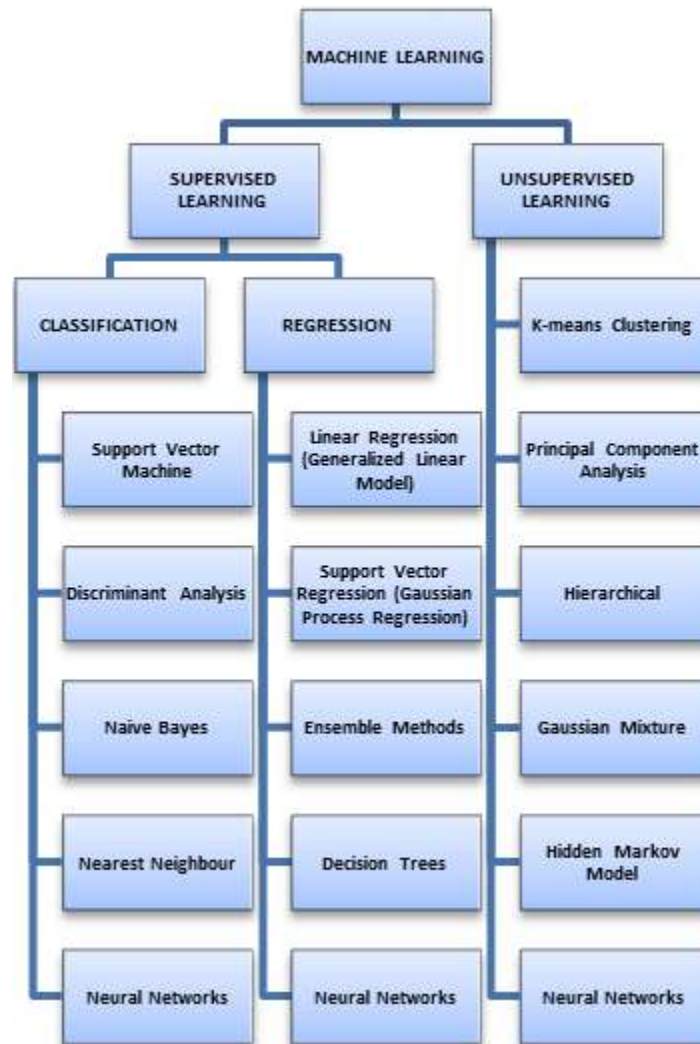 MACHINE LEARNING
SUPERVISED
LEARNING
UNSUPERVISED
LEARNING
CLASSIFICATION
REGRESSION
K-means Clustering
Support Vector
Machine
Linear Regression
(Generalized Linear
Model)
Principal Component
Analysis
Discriminant Analysis
Support Vector
Regression (Gaussian
Process Regression)
Hierarchical
Naive Bayes
Ensemble Methods
Gaussian Mixture
Nearest Neighbour
Decision Trees
Hidden Markov
Model
Neural Networks
Neural Networks
Neural Networks